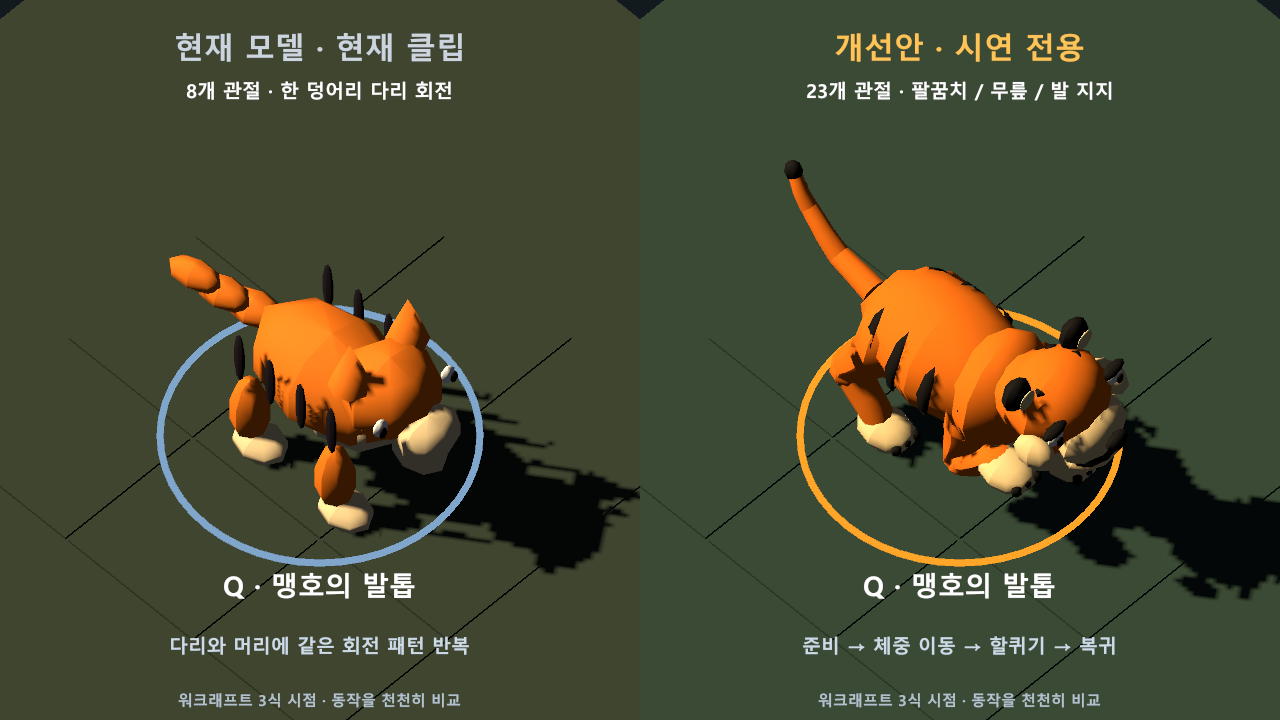 현재 모델 · 현재 클립
8개 관절 · 한 덩어리 다리 회전
Q · 맹호의 발톱
다리와 머리에 같은 회전 패턴 반복
워크래프트 3식 시점 · 동작을 천천히 비교
개선안 · 시연 전용
23개 관절 · 팔꿈치 / 무릎 / 발 지지
Q · 맹호의 발톱
준비 → 체중 이동 → 할퀴기 → 복귀
워크래프트 3식 시점 · 동작을 천천히 비교